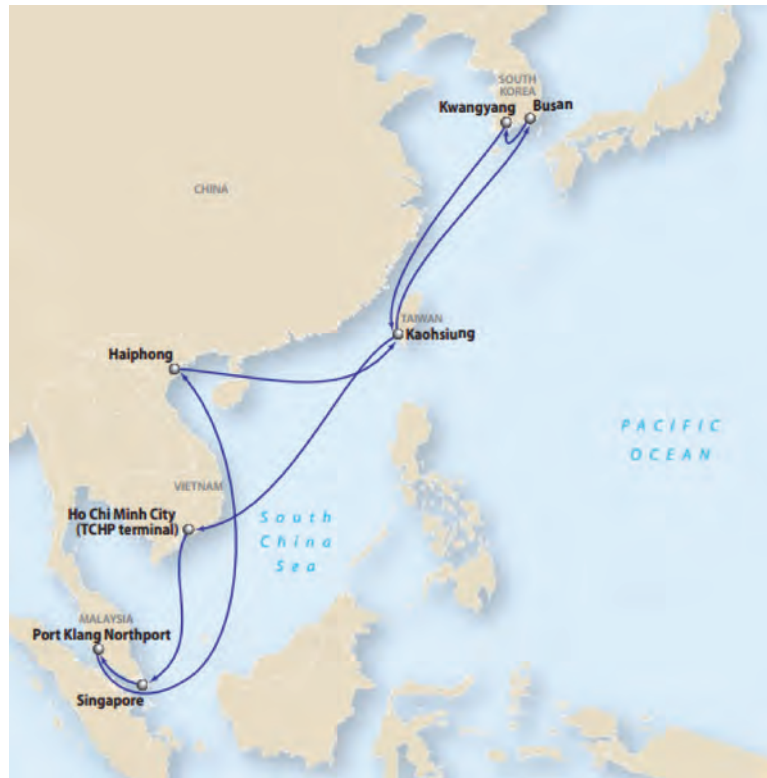 SOUTH
KOREA
Kwangyang
Busan
CHINA
TAIWAN
Kaohsiung
Haiphong
PACIFIC
OCEAN
VIETNAM
Ho Chi Minh City
(TCHP terminal)
South
China
Sea
MALAYSIA
Port Klang Northport
Singapore